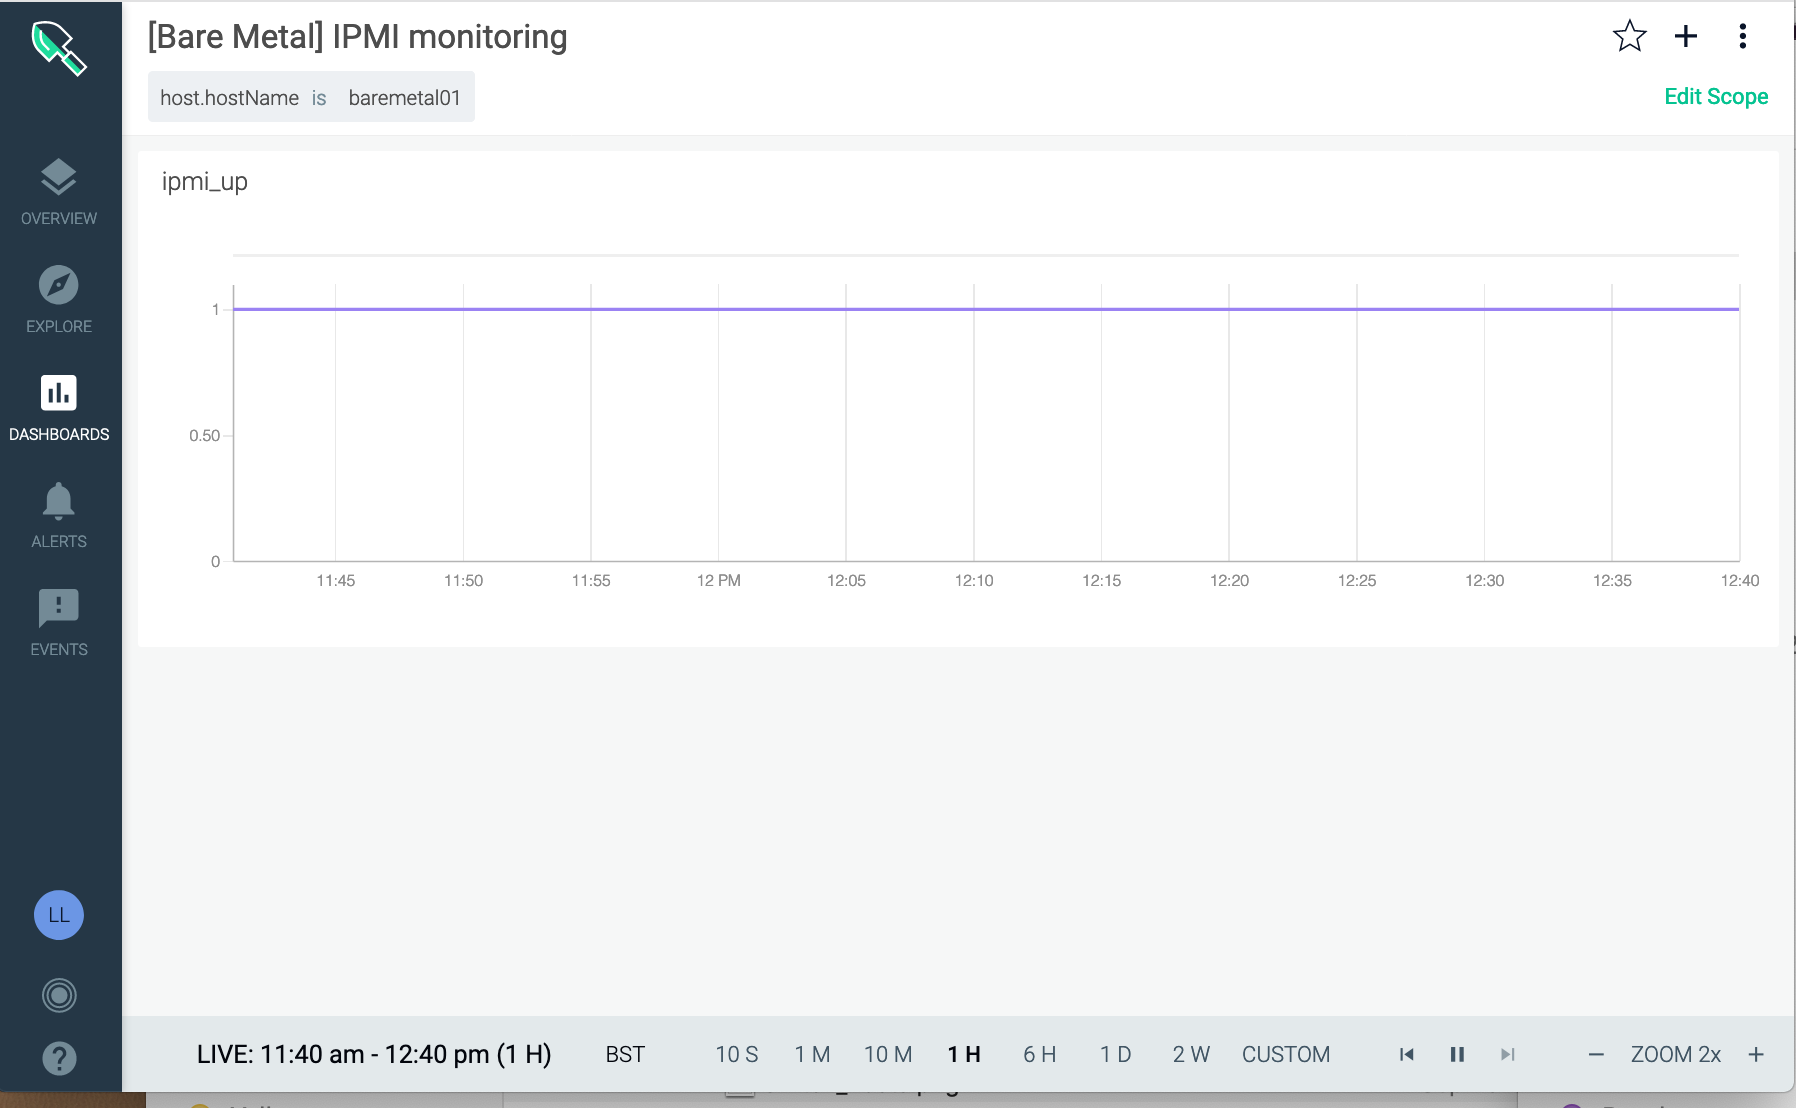 [Bare Metal] IPMI monitoring
host.hostName is baremetal01
Edit Scope
OVERVIEW
EXPLORE
DASHBOARDS
ALERTS
EVENTS
LL
ipmi_up
1
0.50
0
11:45 11:50 11:55 12 PM 12:05 12:10 12:15 12:20 12:25 12:30 12:35 12:40
LIVE: 11:40 am - 12:40 pm (1 H) BST 10 S 1 M 10 M 1 H 6 H 1 D 2 W CUSTOM ZOOM 2x